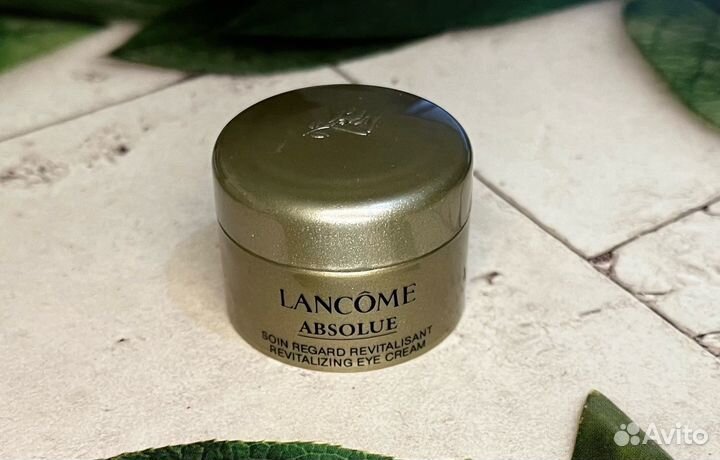 LANCÔME
ABSOLUE
SOIN REGARD REVITALISANT
REVITALIZING EYE CREAM
Avito